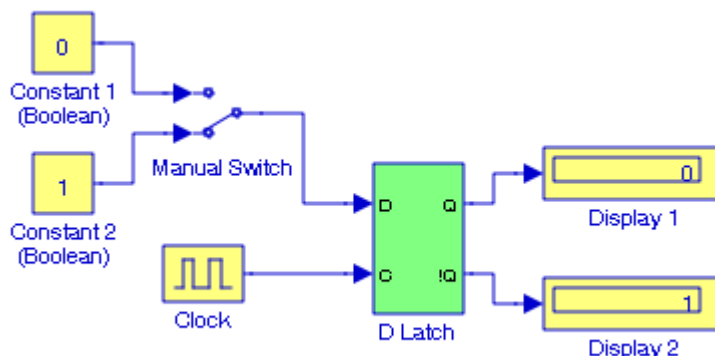 0
Constant 1
(Boolean)
Manual Switch
1
Constant 2
(Boolean)
Clock
D Q
C !Q
D Latch
0
Display 1
1
Display 2